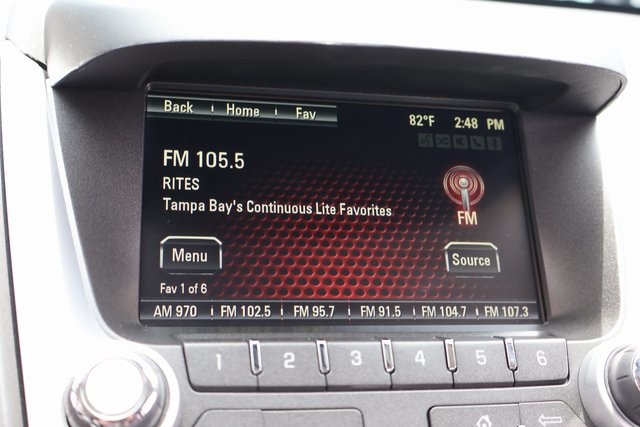 Back Home Fav
82°F 2:48 PM
FM 105.5
RITES
Tampa Bay's Continuous Lite Favorites
FM
Menu
Source
Fav 1 of 6
AM 970 FM 102.5 FM 95.7 FM 91.5 FM 104.7 FM 107.3
1 2 3 4 5 6